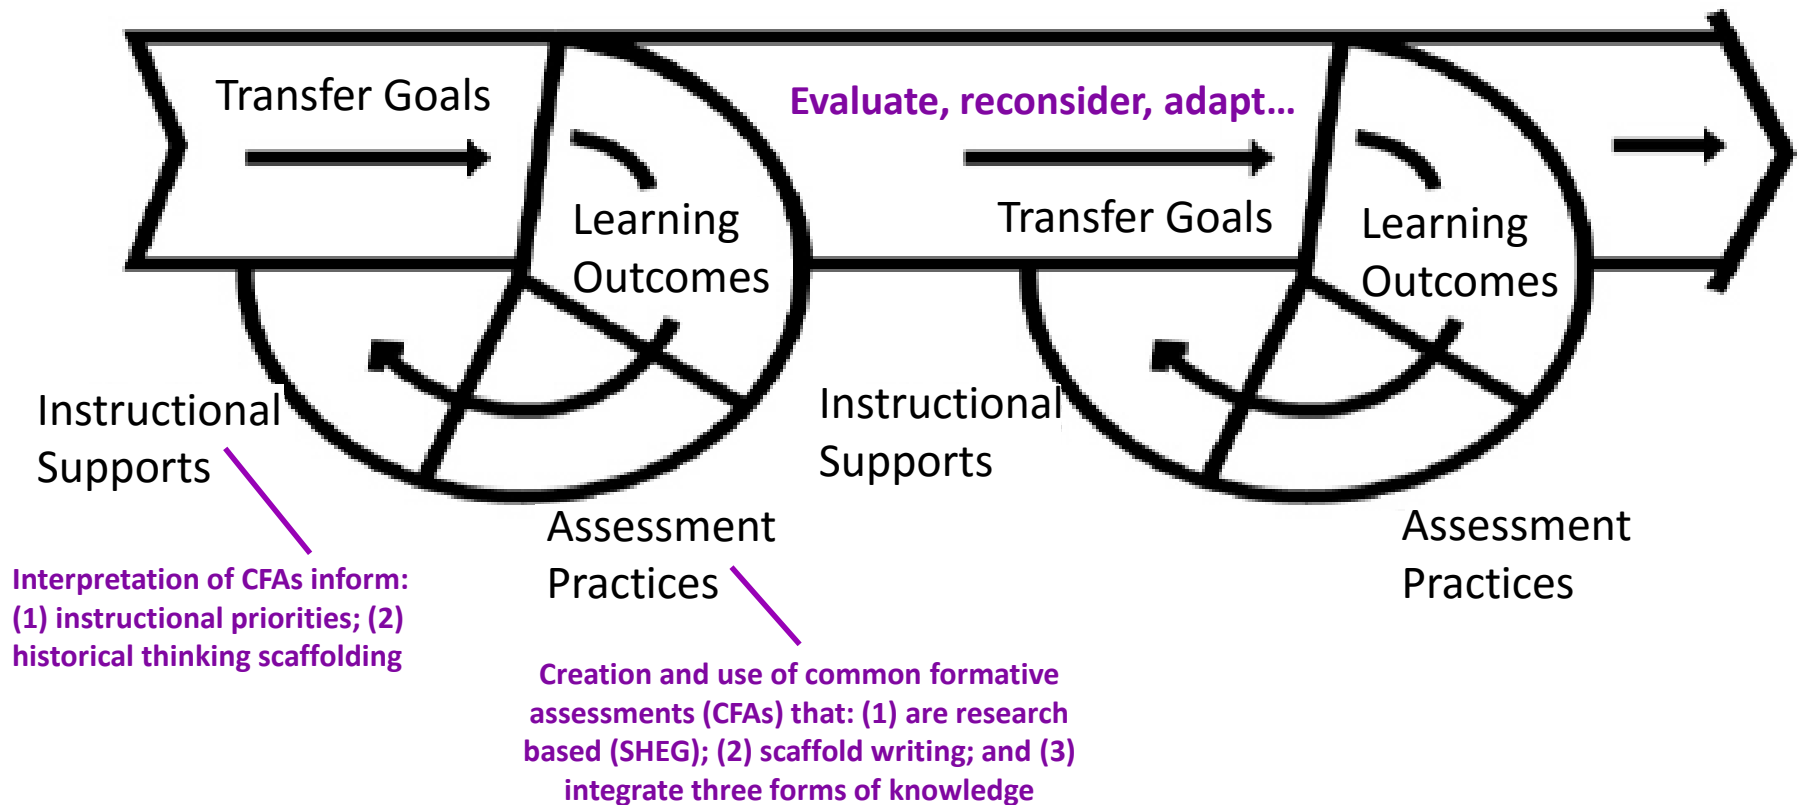 Transfer Goals
Evaluate, reconsider, adapt…
Learning
Outcomes
Transfer Goals
Learning
Outcomes
Instructional
Supports
Instructional
Supports
Assessment
Practices
Assessment
Practices
Interpretation of CFAs inform:
(1) instructional priorities; (2)
historical thinking scaffolding
Creation and use of common formative
assessments (CFAs) that: (1) are research
based (SHEG); (2) scaffold writing; and (3)
integrate three forms of knowledge